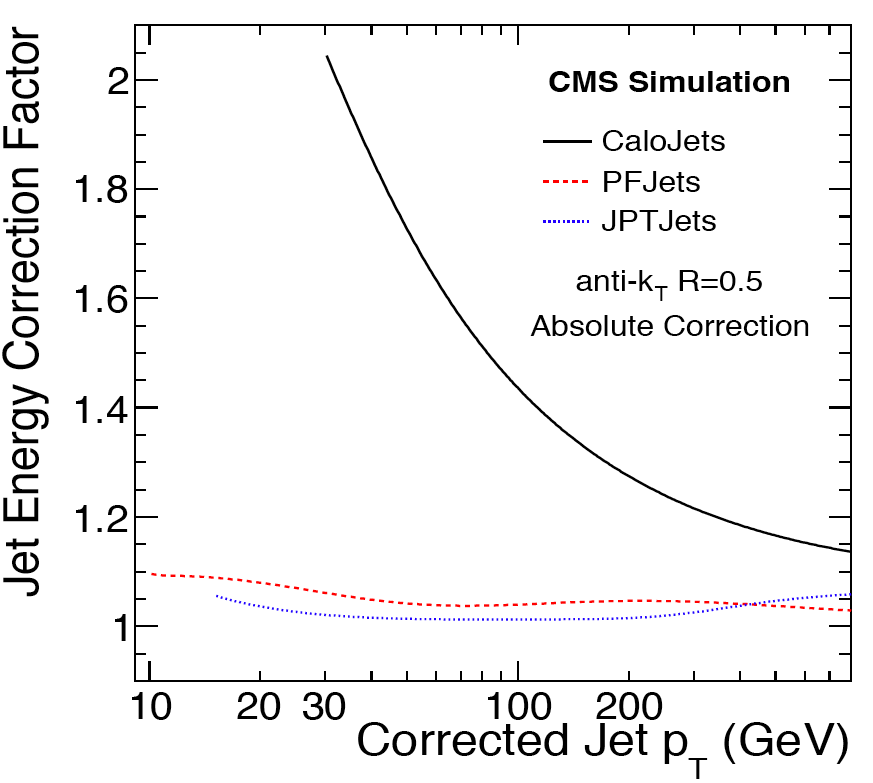 Jet Energy Correction Factor
2
1.8
1.6
1.4
1.2
1
CMS Simulation
CaloJets
PFJets
JPTJets
anti-kT R=0.5
Absolute Correction
10 20 30 100 200
Corrected Jet pT (GeV)